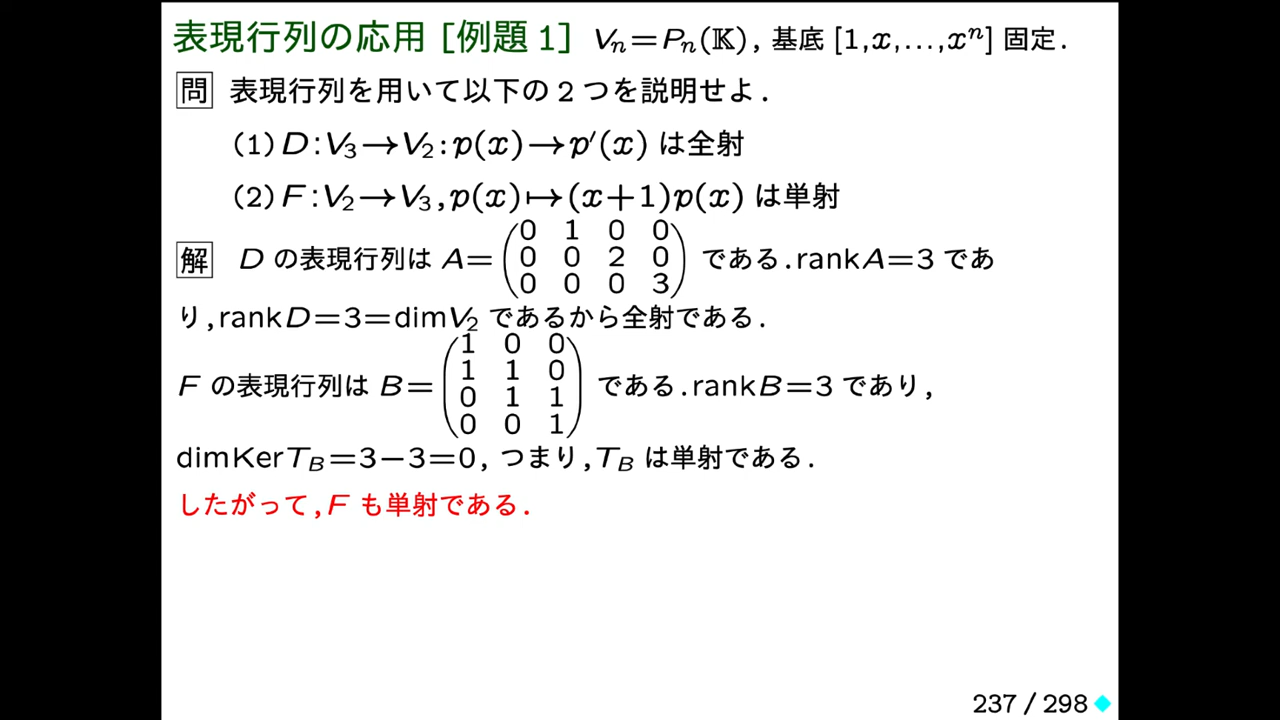 表現行列の応用 [例題 1] Vₙ=Pₙ(𝕂), 基底 [1,x,…,xⁿ] 固定.
問 表現行列を用いて以下の 2 つを説明せよ.
(1) D:V₃→V₂:p(x)→p′(x) は全射
(2) F:V₂→V₃,p(x)↦(x+1)p(x) は単射
解 D の表現行列は A=(0 1 0 0
0 0 2 0
0 0 0 3) である.rankA=3 であ
り,rankD=3=dimV₂ であるから全射である.
F の表現行列は B=(1 0 0
1 1 0
0 1 1
0 0 1) である.rankB=3 であり,
dimKerT_B=3−3=0, つまり,T_B は単射である.
したがって,F も単射である.
237 / 298